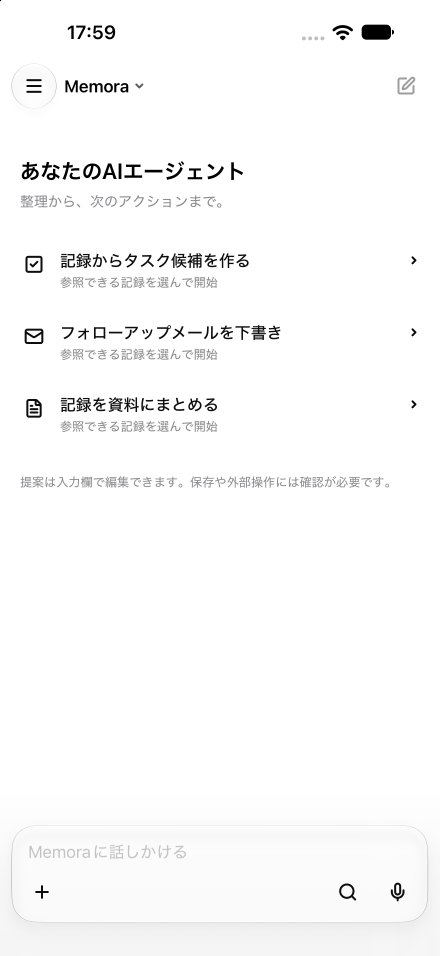 17:59
Memora
あなたのAIエージェント
整理から、次のアクションまで。
記録からタスク候補を作る
参照できる記録を選んで開始
フォローアップメールを下書き
参照できる記録を選んで開始
記録を資料にまとめる
参照できる記録を選んで開始
提案は入力欄で編集できます。保存や外部操作には確認が必要です。
Memoraに話しかける